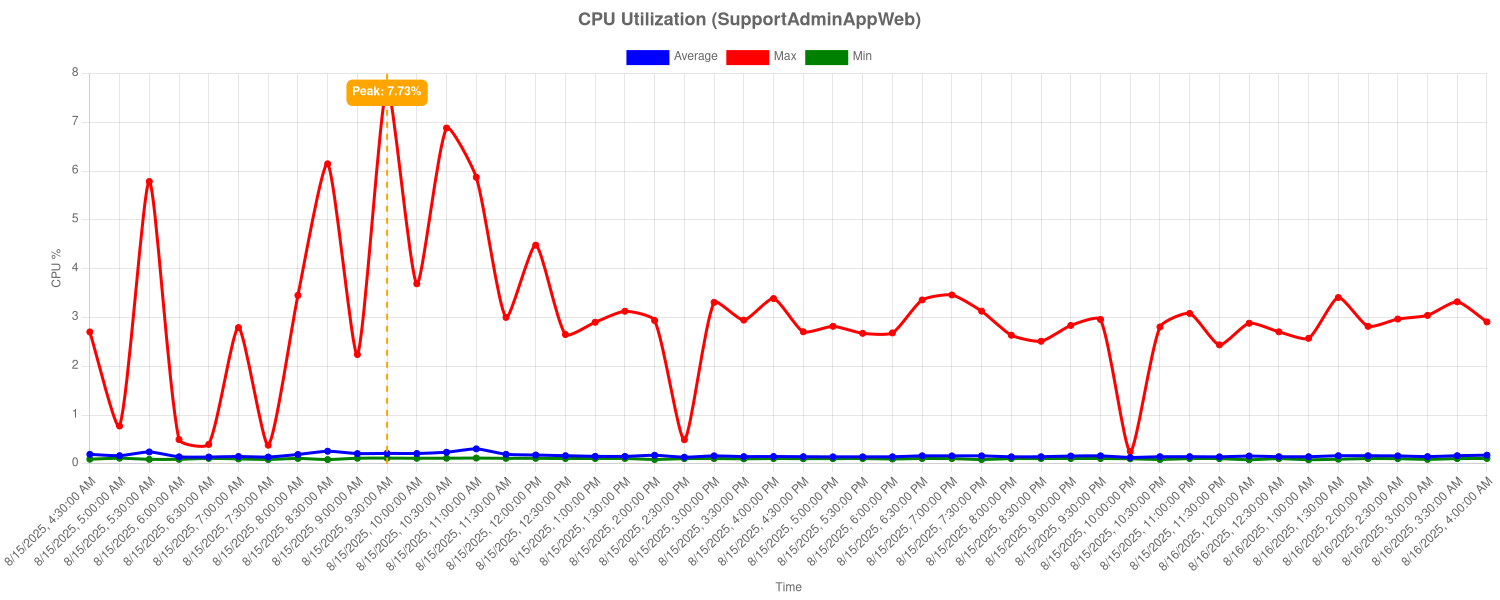 CPU Utilization (SupportAdminAppWeb)
Average Max Min
Peak: 7.73%
8
7
6
5
4
3
2
1
0
CPU %
8/15/2025, 4:30:00 AM
8/15/2025, 5:00:00 AM
8/15/2025, 5:30:00 AM
8/15/2025, 6:00:00 AM
8/15/2025, 6:30:00 AM
8/15/2025, 7:00:00 AM
8/15/2025, 7:30:00 AM
8/15/2025, 8:00:00 AM
8/15/2025, 8:30:00 AM
8/15/2025, 9:00:00 AM
8/15/2025, 9:30:00 AM
8/15/2025, 10:00:00 AM
8/15/2025, 10:30:00 AM
8/15/2025, 11:00:00 AM
8/15/2025, 11:30:00 AM
8/15/2025, 12:00:00 PM
8/15/2025, 12:30:00 PM
8/15/2025, 1:00:00 PM
8/15/2025, 1:30:00 PM
8/15/2025, 2:00:00 PM
8/15/2025, 2:30:00 PM
8/15/2025, 3:00:00 PM
8/15/2025, 3:30:00 PM
8/15/2025, 4:00:00 PM
8/15/2025, 4:30:00 PM
8/15/2025, 5:00:00 PM
8/15/2025, 5:30:00 PM
8/15/2025, 6:00:00 PM
8/15/2025, 6:30:00 PM
8/15/2025, 7:00:00 PM
8/15/2025, 7:30:00 PM
8/15/2025, 8:00:00 PM
8/15/2025, 8:30:00 PM
8/15/2025, 9:00:00 PM
8/15/2025, 9:30:00 PM
8/15/2025, 10:00:00 PM
8/15/2025, 10:30:00 PM
8/15/2025, 11:00:00 PM
8/15/2025, 11:30:00 PM
8/16/2025, 12:00:00 AM
8/16/2025, 12:30:00 AM
8/16/2025, 1:00:00 AM
8/16/2025, 1:30:00 AM
8/16/2025, 2:00:00 AM
8/16/2025, 2:30:00 AM
8/16/2025, 3:00:00 AM
8/16/2025, 3:30:00 AM
8/16/2025, 4:00:00 AM
Time